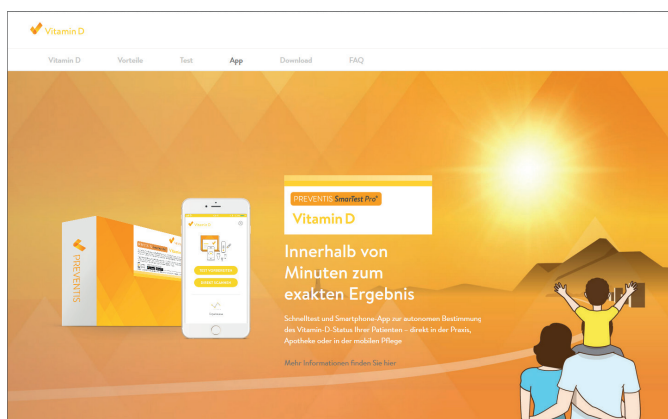 Vitamin D
Vitamin D Vorteile Test App Download FAQ
PREVENTIS SmarTest Pro®
Vitamin D
PREVENTIS
Vitamin D
Innerhalb von
Minuten zum
exakten Ergebnis
Schnelltest und Smartphone-App zur autonomen Bestimmung
des Vitamin-D-Status Ihrer Patienten – direkt in der Praxis,
Apotheke oder in der mobilen Pflege
Mehr Informationen finden Sie hier